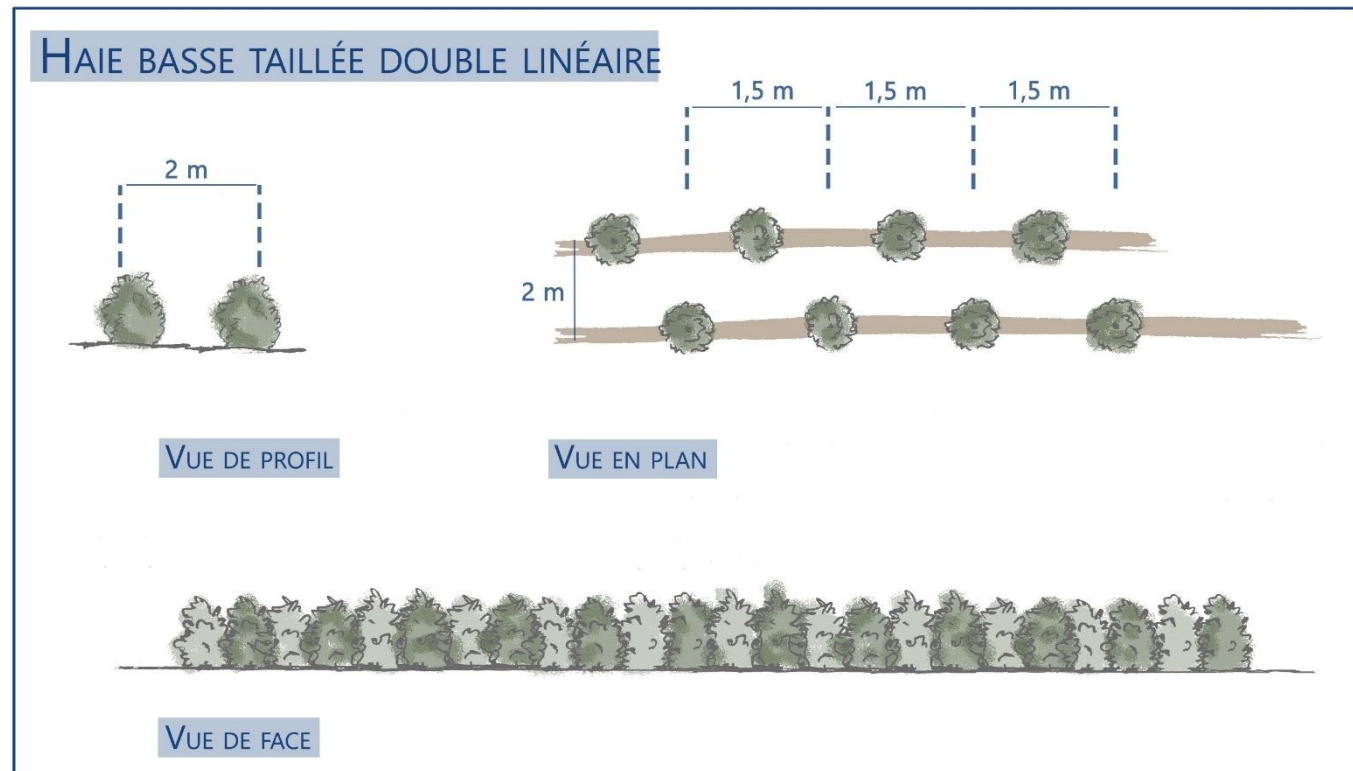 HAIE BASSE TAILLÉE DOUBLE LINÉAIRE
1,5 m 1,5 m 1,5 m
2 m
2 m
VUE DE PROFIL
VUE EN PLAN
VUE DE FACE